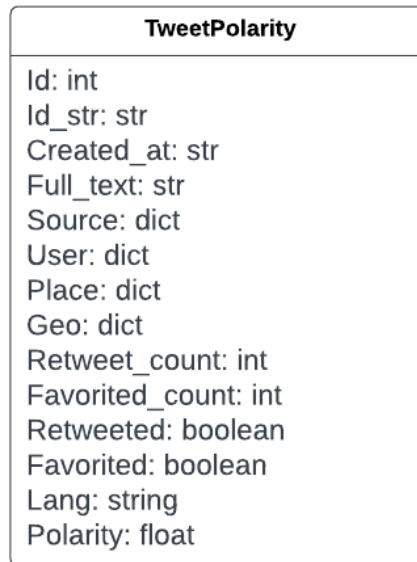 TweetPolarity
Id: int
Id_str: str
Created_at: str
Full_text: str
Source: dict
User: dict
Place: dict
Geo: dict
Retweet_count: int
Favorited_count: int
Retweeted: boolean
Favorited: boolean
Lang: string
Polarity: float